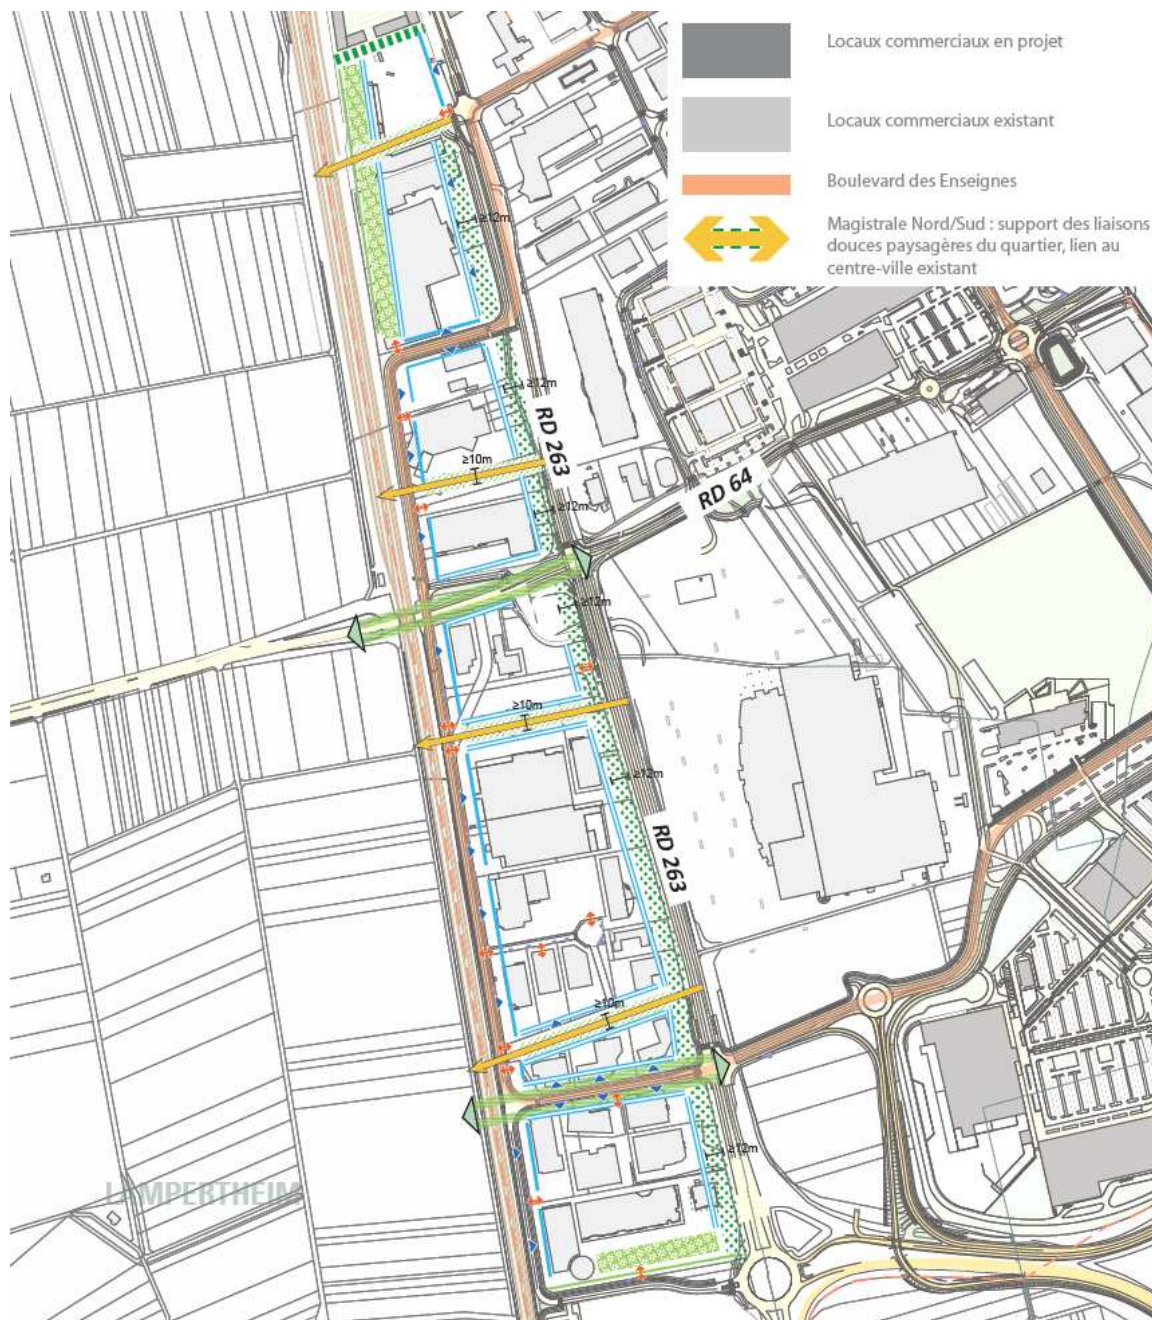 Locaux commerciaux en projet
Locaux commerciaux existant
Boulevard des Enseignes
Magistrale Nord/Sud : support des liaisons
douces paysagères du quartier, lien au
centre-ville existant
≥12m
≥12m
RD 263
≥10m
RD 64
≥12m
≥12m
≥10m
≥12m
RD 263
≥10m
≥12m
LAMPERTHEIM